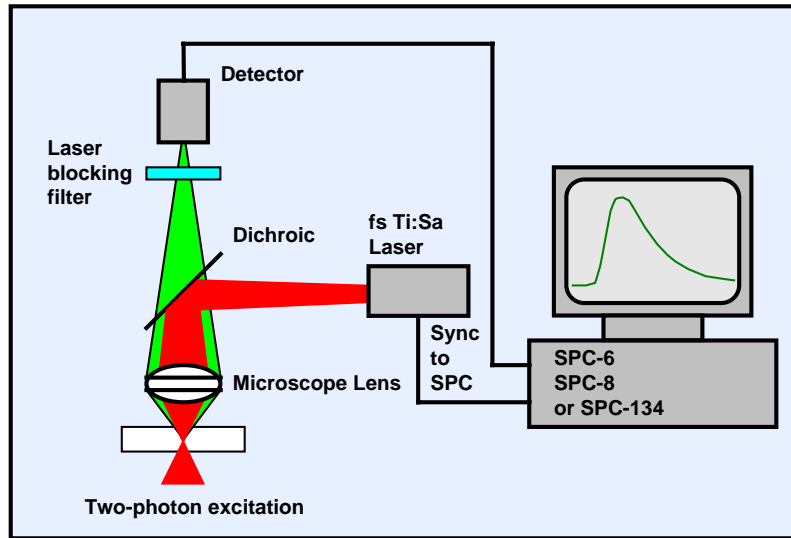 Detector
Laser
blocking
filter
Dichroic
fs Ti:Sa
Laser
Sync
to
SPC
Microscope Lens
SPC-6
SPC-8
or SPC-134
Two-photon excitation